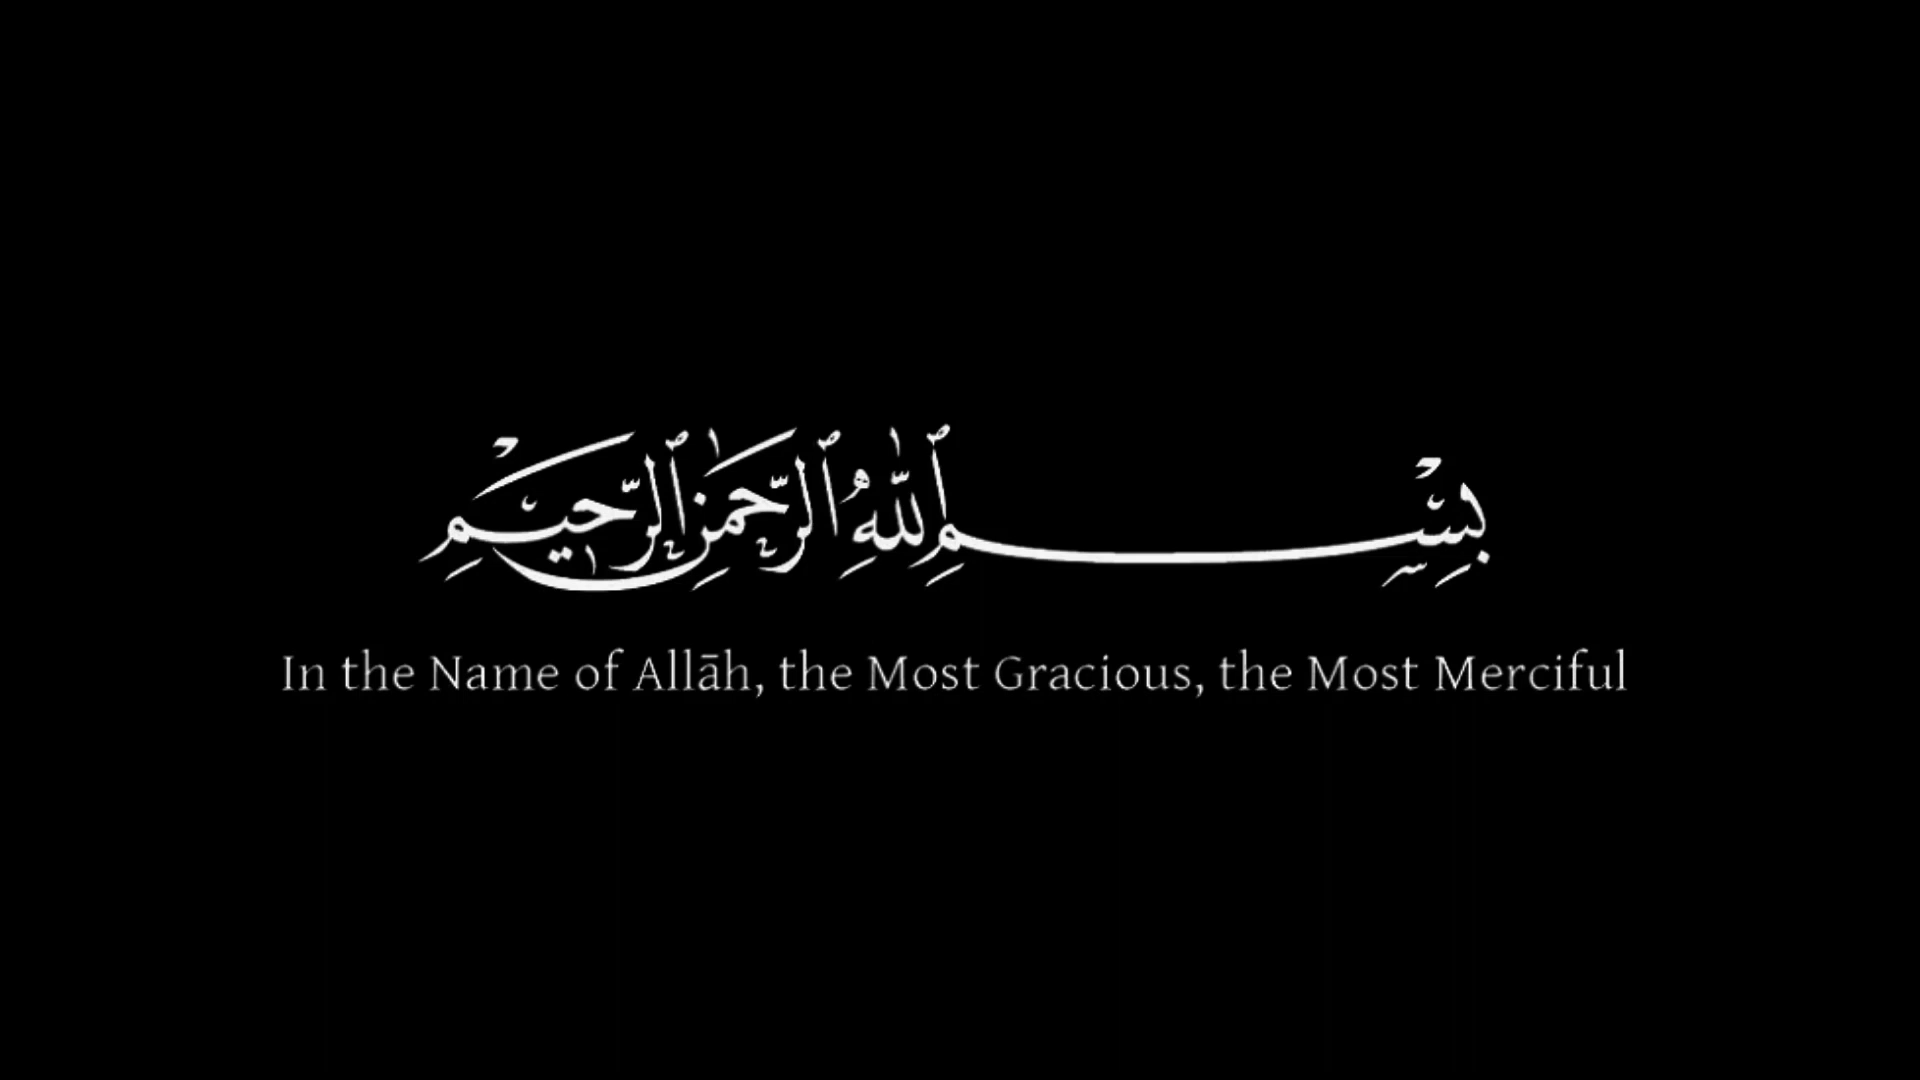 بِسْمِ ٱللَّهِ ٱلرَّحْمَٰنِ ٱلرَّحِيمِ
In the Name of Allāh, the Most Gracious, the Most Merciful